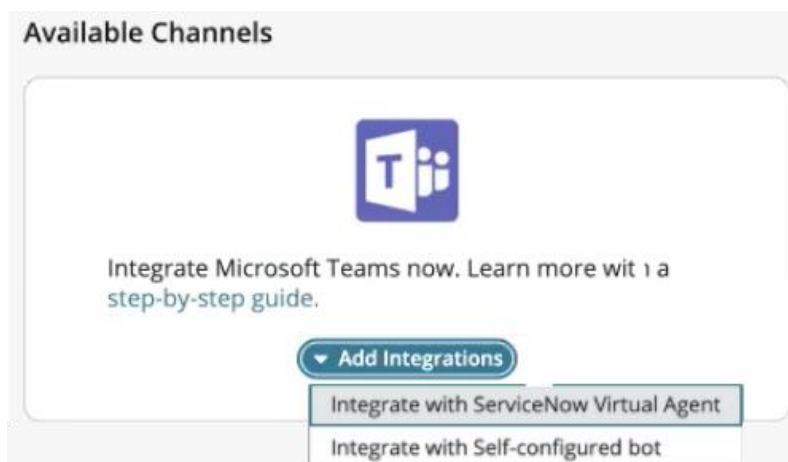 Available Channels
T
Integrate Microsoft Teams now. Learn more with a
step-by-step guide.
Add Integrations
Integrate with ServiceNow Virtual Agent
Integrate with Self-configured bot